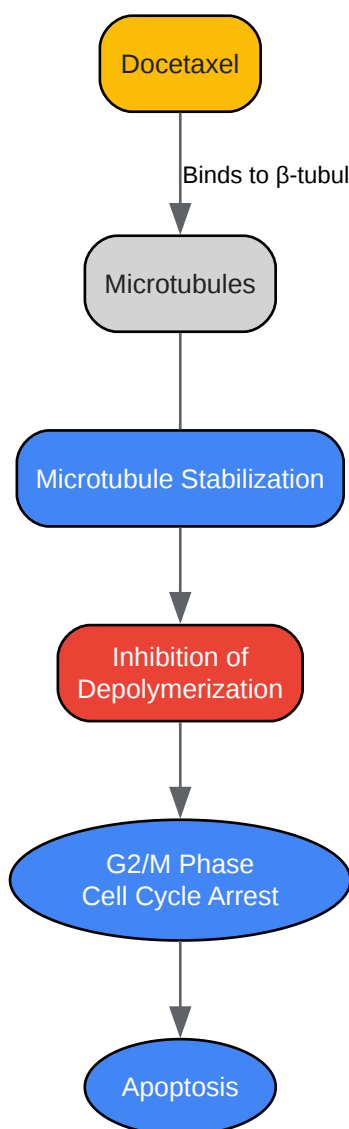 Docetaxel
Binds to β-tubul
Microtubules
Microtubule Stabilization
Inhibition of
Depolymerization
G2/M Phase
Cell Cycle Arrest
Apoptosis